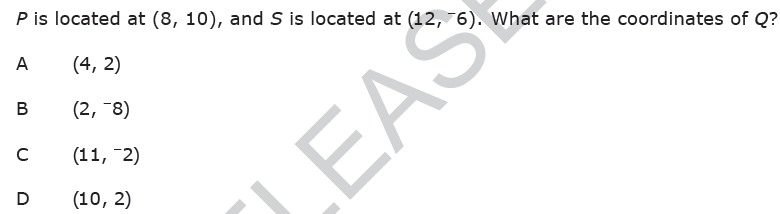 P is located at (8, 10), and S is located at (12, ⁻6). What are the coordinates of Q?
A (4, 2)
B (2, ⁻8)
C (11, ⁻2)
D (10, 2)